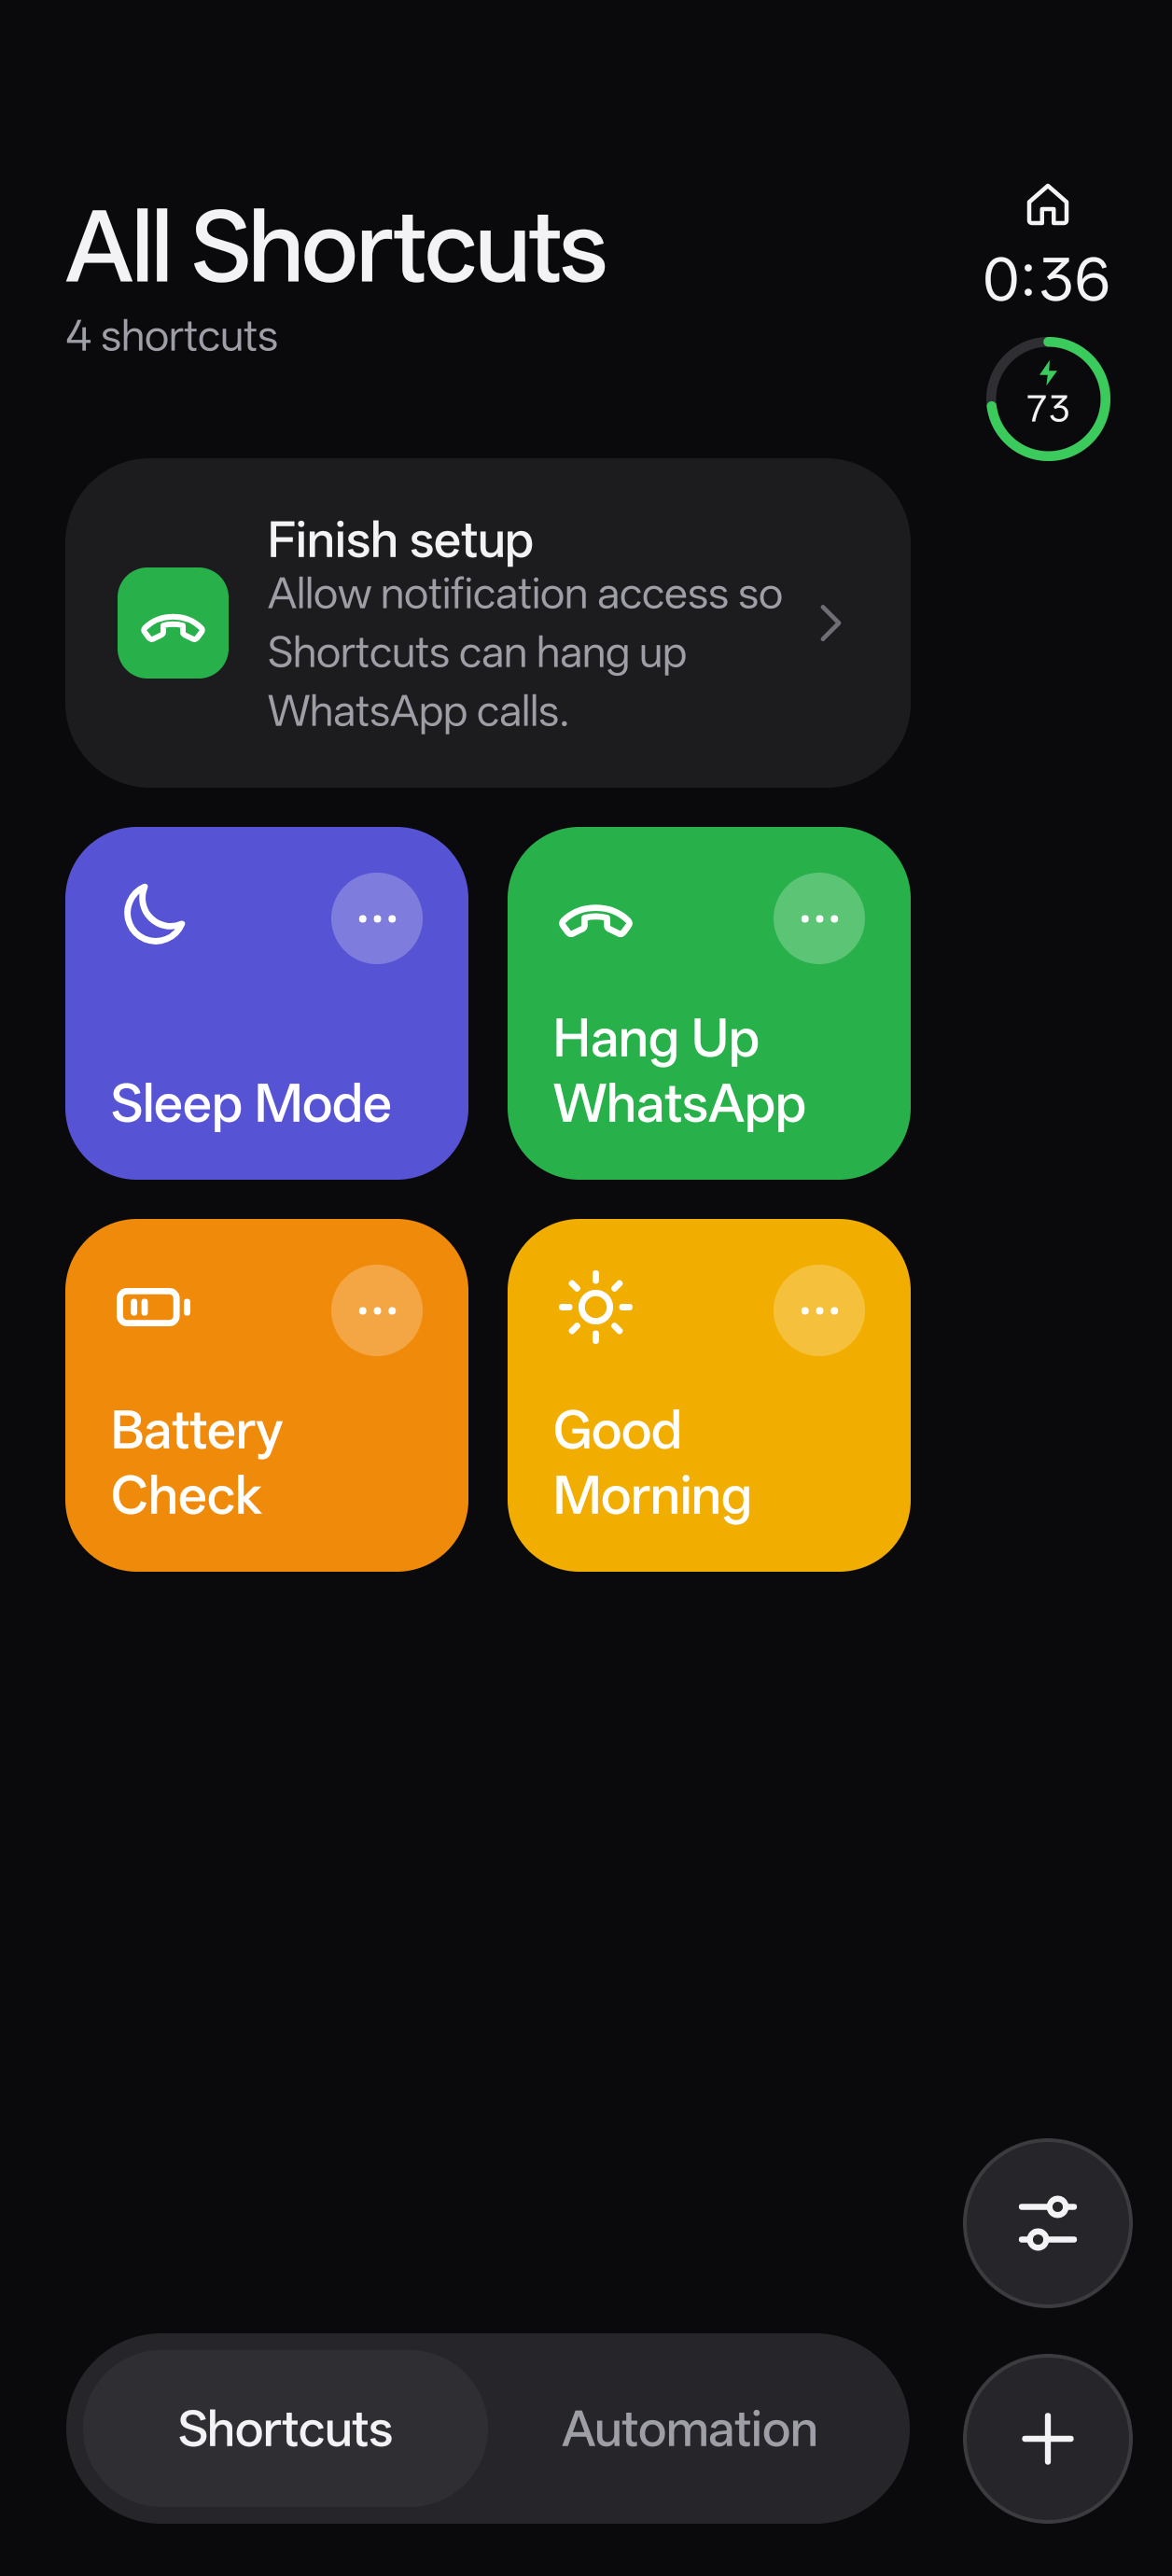 All Shortcuts
4 shortcuts
0:36
73
Finish setup
Allow notification access so
Shortcuts can hang up
WhatsApp calls.
Sleep Mode
Hang Up
WhatsApp
Battery
Check
Good
Morning
Shortcuts
Automation